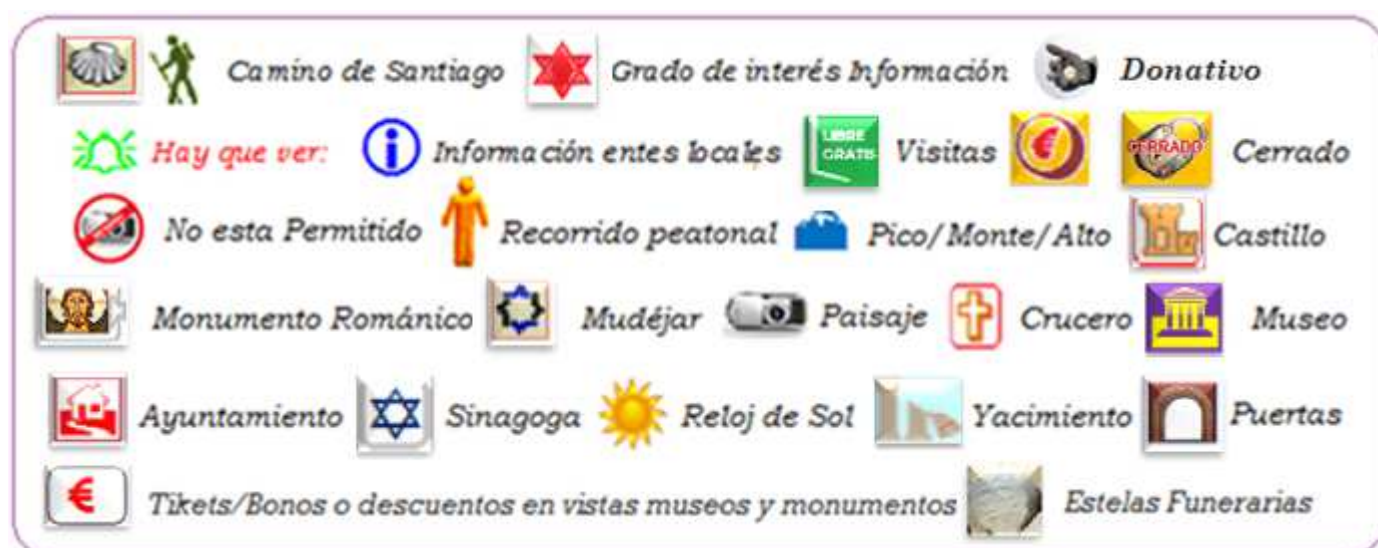 Camino de Santiago Grado de interés Información Donativo
Hay que ver: i Información entes locales LIBRE GRATIS Visitas € CERRADO Cerrado
No esta Permitido Recorrido peatonal Pico/Monte/Alto Castillo
Monumento Románico Mudéjar Paisaje Crucero Museo
Ayuntamiento Sinagoga Reloj de Sol Yacimiento Puertas
€ Tikets/Bonos o descuentos en vistas museos y monumentos Estelas Funerarias